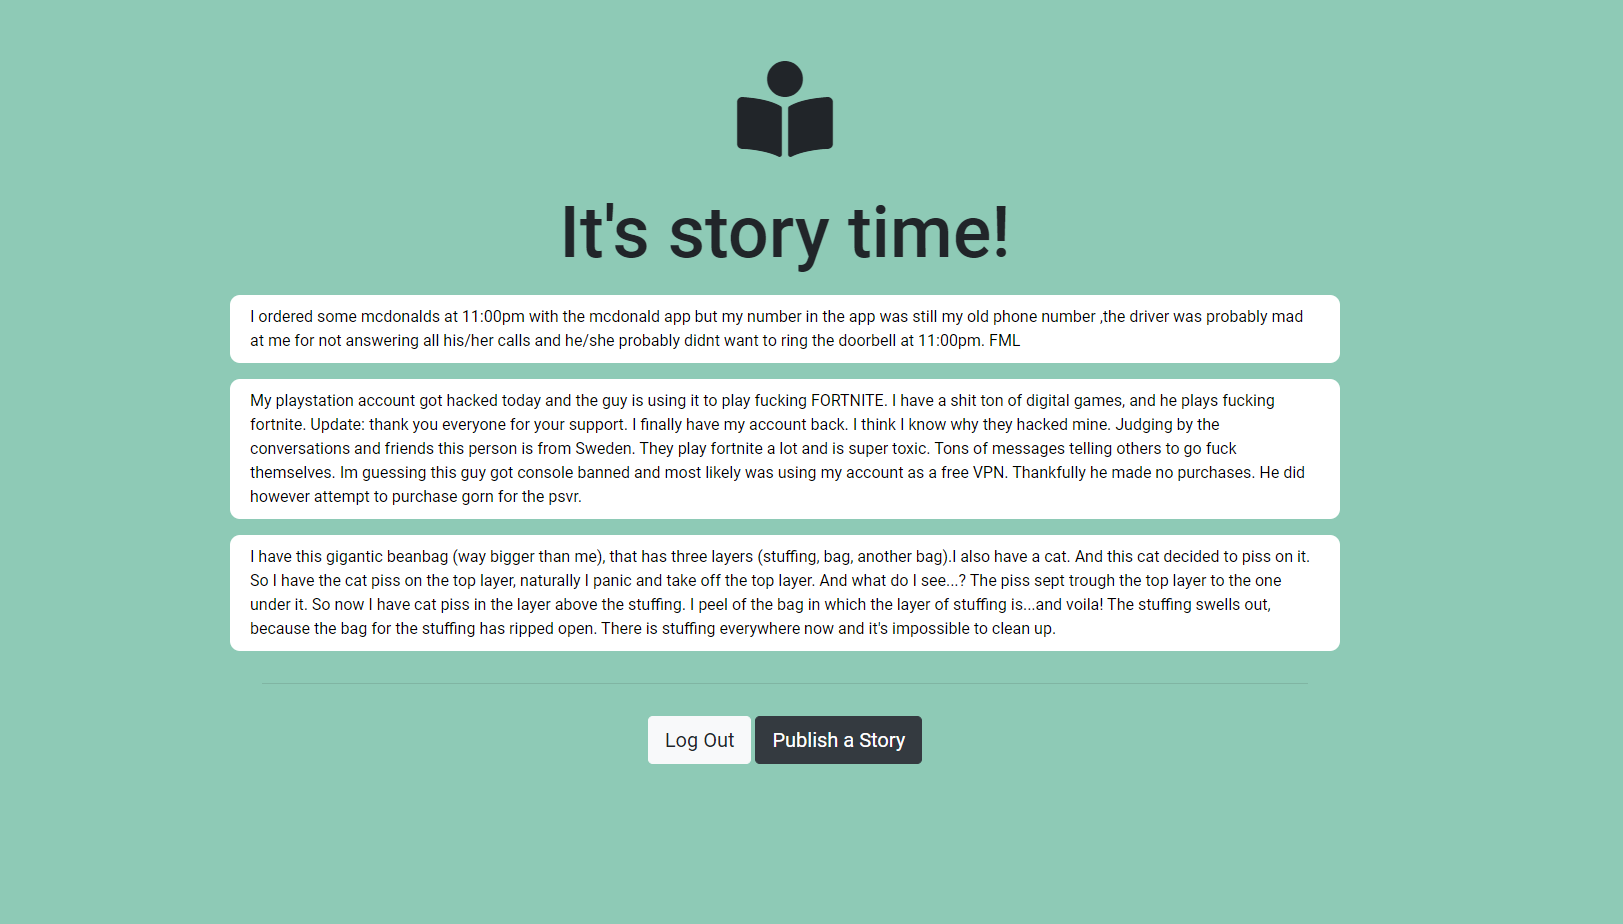 It's story time!
I ordered some mcdonalds at 11:00pm with the mcdonald app but my number in the app was still my old phone number ,the driver was probably mad
at me for not answering all his/her calls and he/she probably didnt want to ring the doorbell at 11:00pm. FML
My playstation account got hacked today and the guy is using it to play fucking FORTNITE. I have a shit ton of digital games, and he plays fucking
fortnite. Update: thank you everyone for your support. I finally have my account back. I think I know why they hacked mine. Judging by the
conversations and friends this person is from Sweden. They play fortnite a lot and is super toxic. Tons of messages telling others to go fuck
themselves. Im guessing this guy got console banned and most likely was using my account as a free VPN. Thankfully he made no purchases. He did
however attempt to purchase gorn for the psvr.
I have this gigantic beanbag (way bigger than me), that has three layers (stuffing, bag, another bag).I also have a cat. And this cat decided to piss on it.
So I have the cat piss on the top layer, naturally I panic and take off the top layer. And what do I see...? The piss sept trough the top layer to the one
under it. So now I have cat piss in the layer above the stuffing. I peel of the bag in which the layer of stuffing is...and voila! The stuffing swells out,
because the bag for the stuffing has ripped open. There is stuffing everywhere now and it's impossible to clean up.
Log Out
Publish a Story